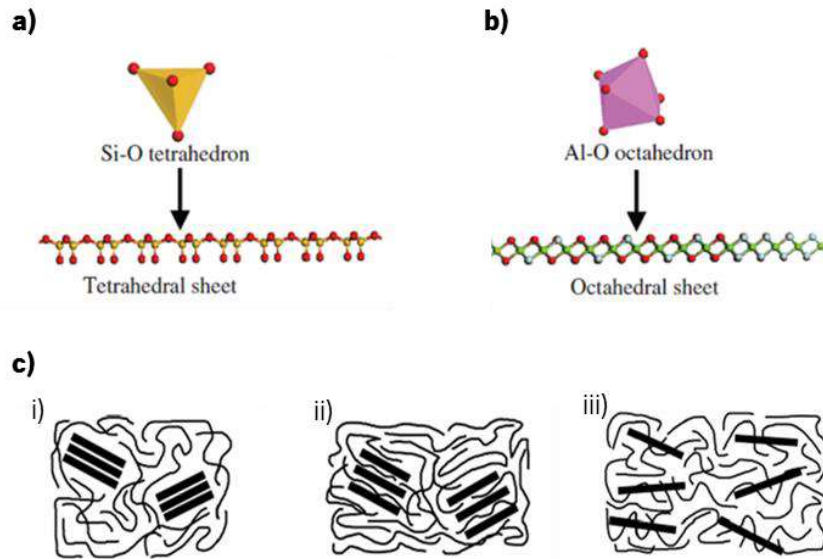 a)
b)
Si-O tetrahedron
Al-O octahedron
Tetrahedral sheet
Octahedral sheet
c)
i)
ii)
iii)